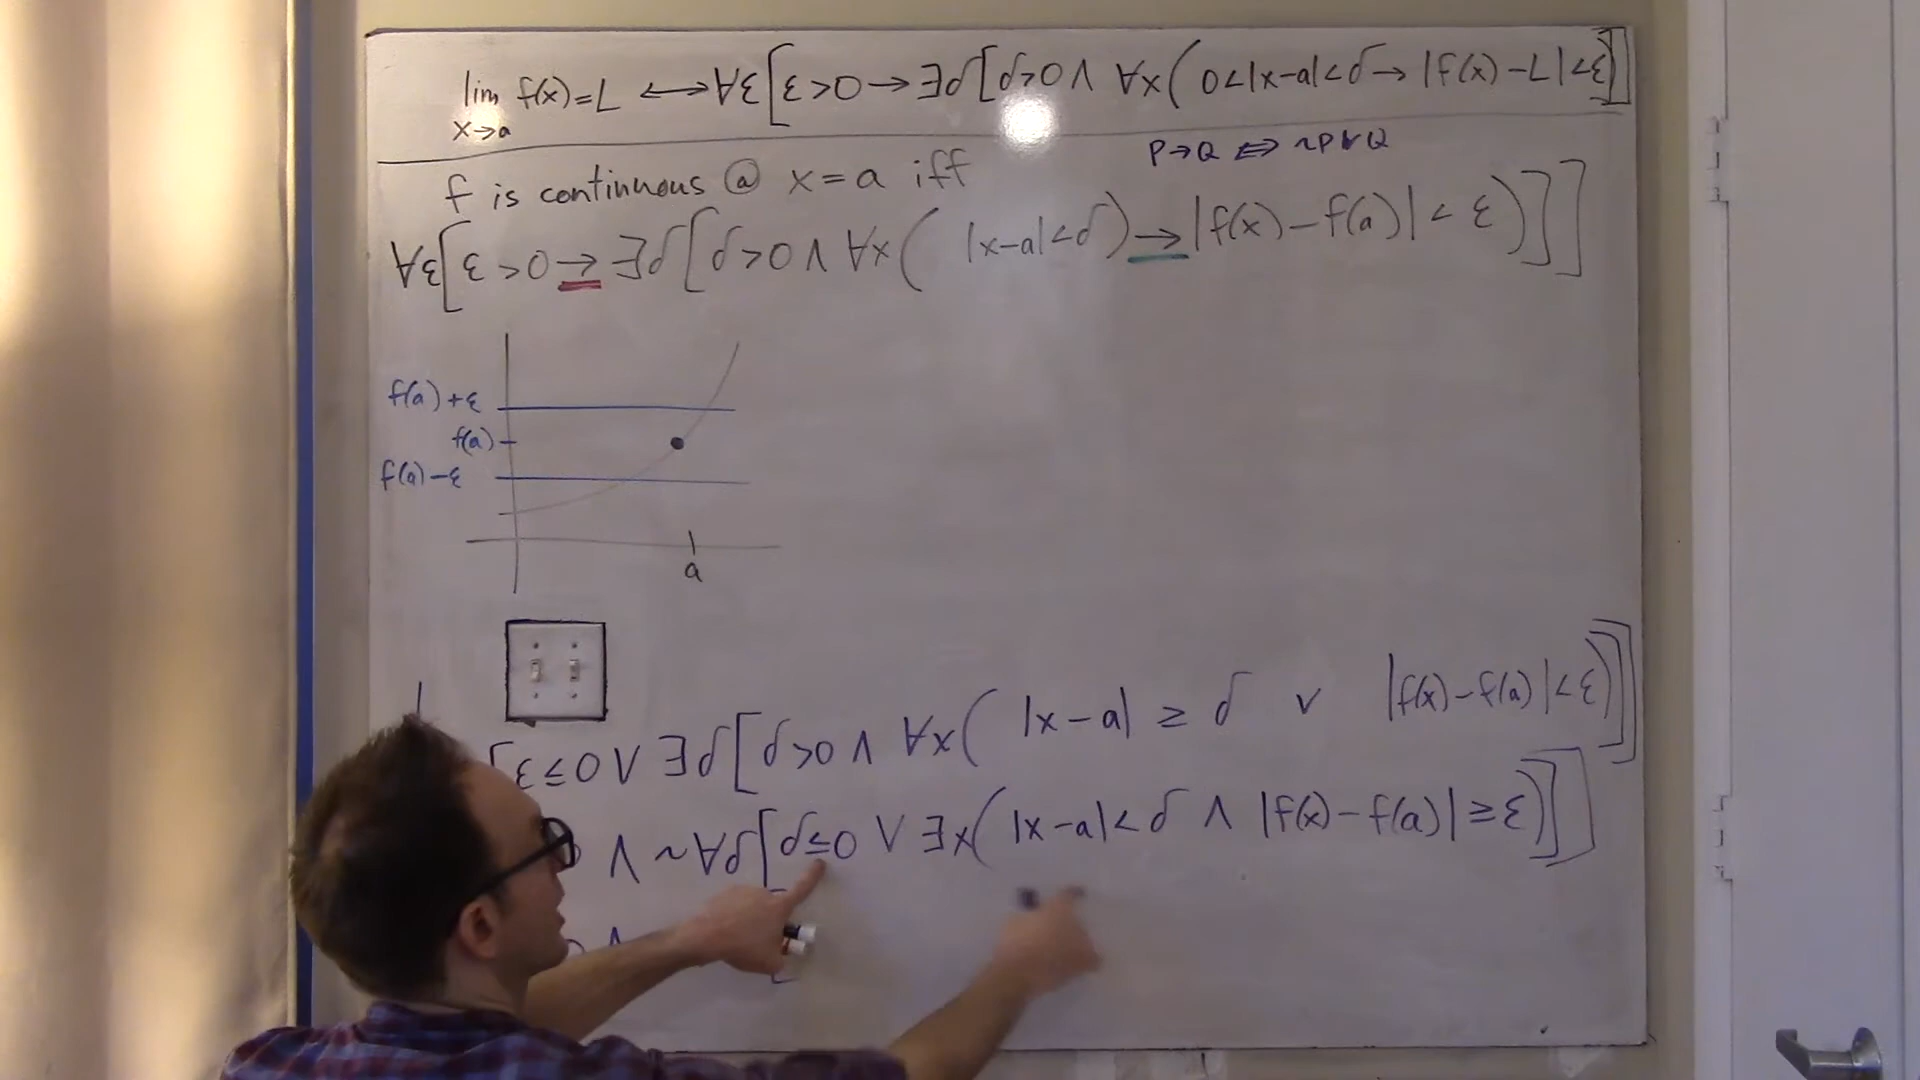 lim f(x)=L ⟷ ∀ε[ε>0→∃δ[δ>0∧ ∀x(0<|x-a|<δ→|f(x)-L|<ε)]]
x→a
P→Q ⟺ ~P∨Q
f is continuous @ x=a iff
∀ε[ε>0→∃δ[δ>0∧∀x(|x-a|<δ)→|f(x)-f(a)|<ε)]]
f(a)+ε
f(a)
f(a)-ε
a
[ε≤0∨∃δ[δ>0∧∀x(|x-a|≥δ ∨ |f(x)-f(a)|<ε)]]
∨ ~∀δ[δ≤0 ∨ ∃x(|x-a|<δ ∧ |f(x)-f(a)|≥ε)]]